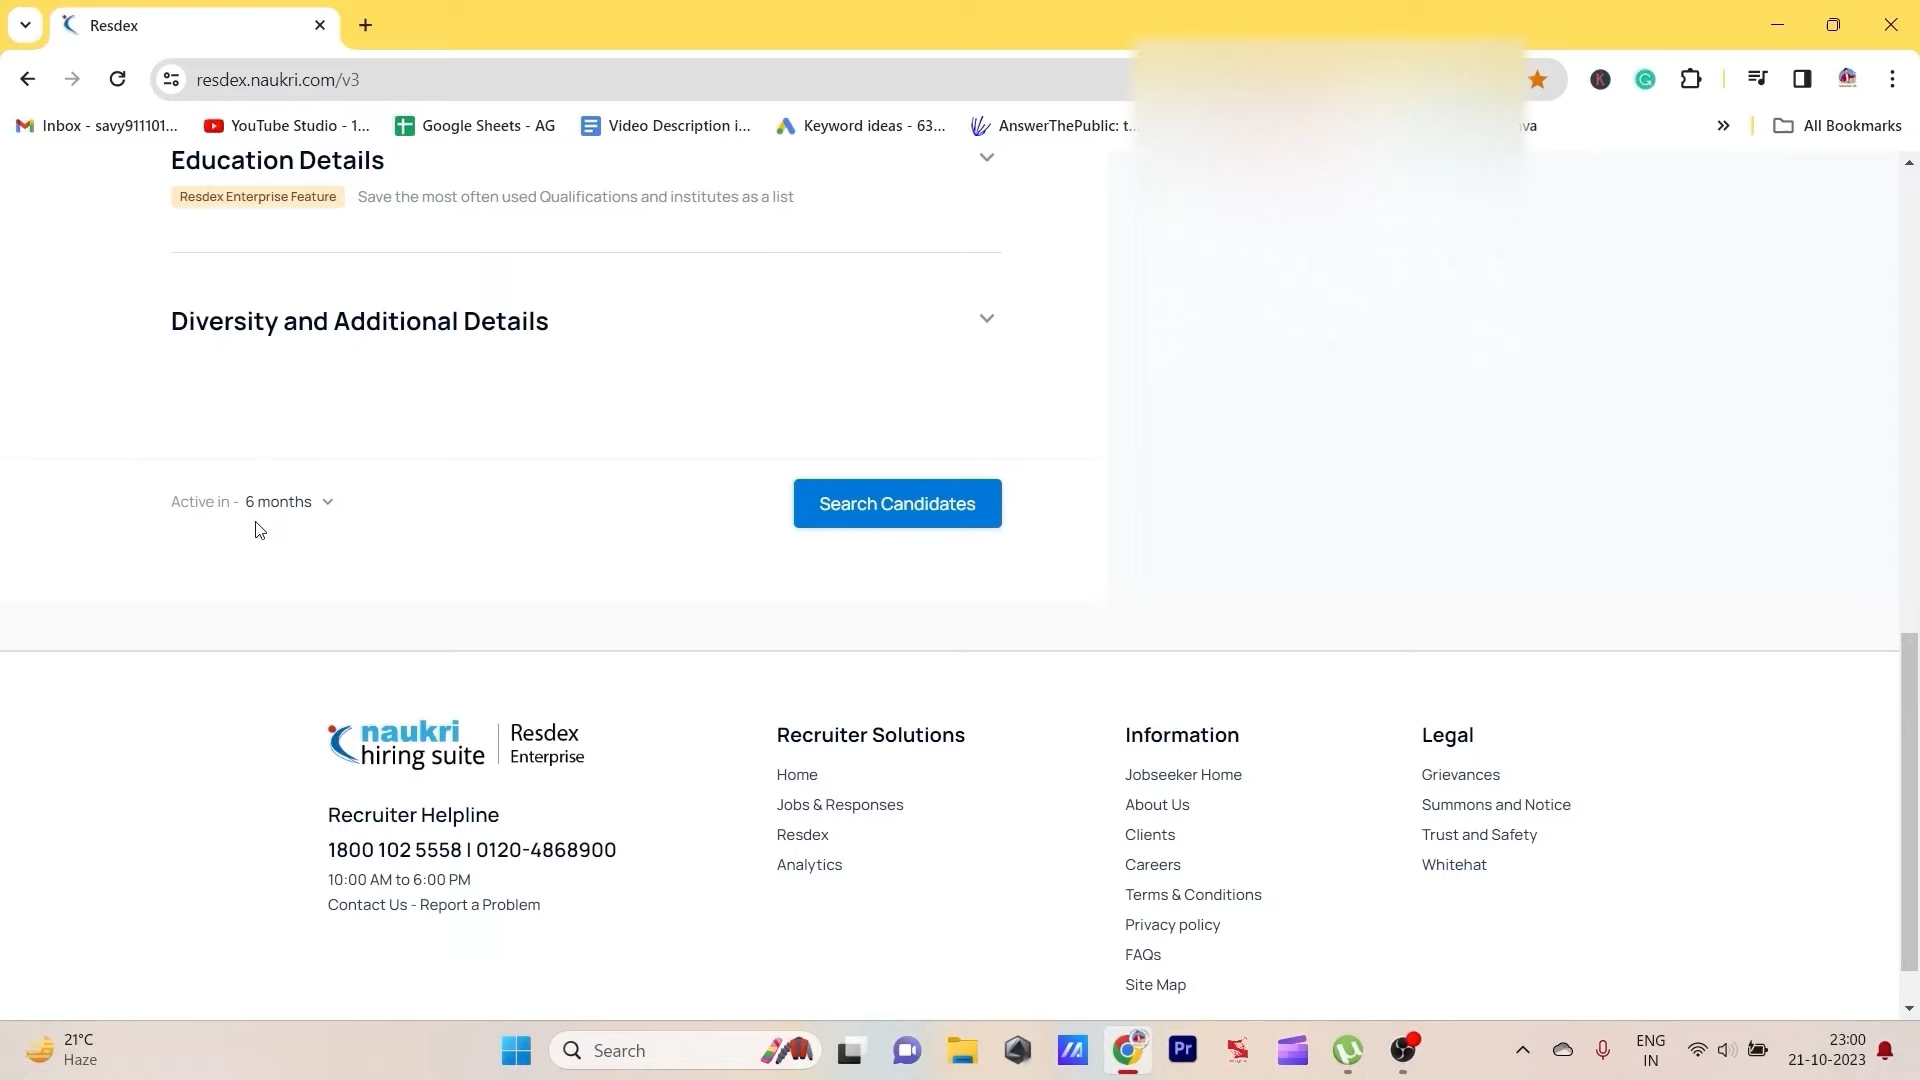 Resdex
resdex.naukri.com/v3
Inbox - savy911101...
YouTube Studio - 1...
Google Sheets - AG
Video Description i...
Keyword ideas - 63...
AnswerThePublic: t...
All Bookmarks
Education Details
Resdex Enterprise Feature Save the most often used Qualifications and institutes as a list
Diversity and Additional Details
Active in - 6 months
Search Candidates
naukri
hiring suite
Resdex
Enterprise
Recruiter Helpline
1800 102 5558 | 0120-4868900
10:00 AM to 6:00 PM
Contact Us - Report a Problem
Recruiter Solutions
Home
Jobs & Responses
Resdex
Analytics
Information
Jobseeker Home
About Us
Clients
Careers
Terms & Conditions
Privacy policy
FAQs
Site Map
Legal
Grievances
Summons and Notice
Trust and Safety
Whitehat
21°C
Haze
Search
Pr
ENG
IN
23:00
21-10-2023